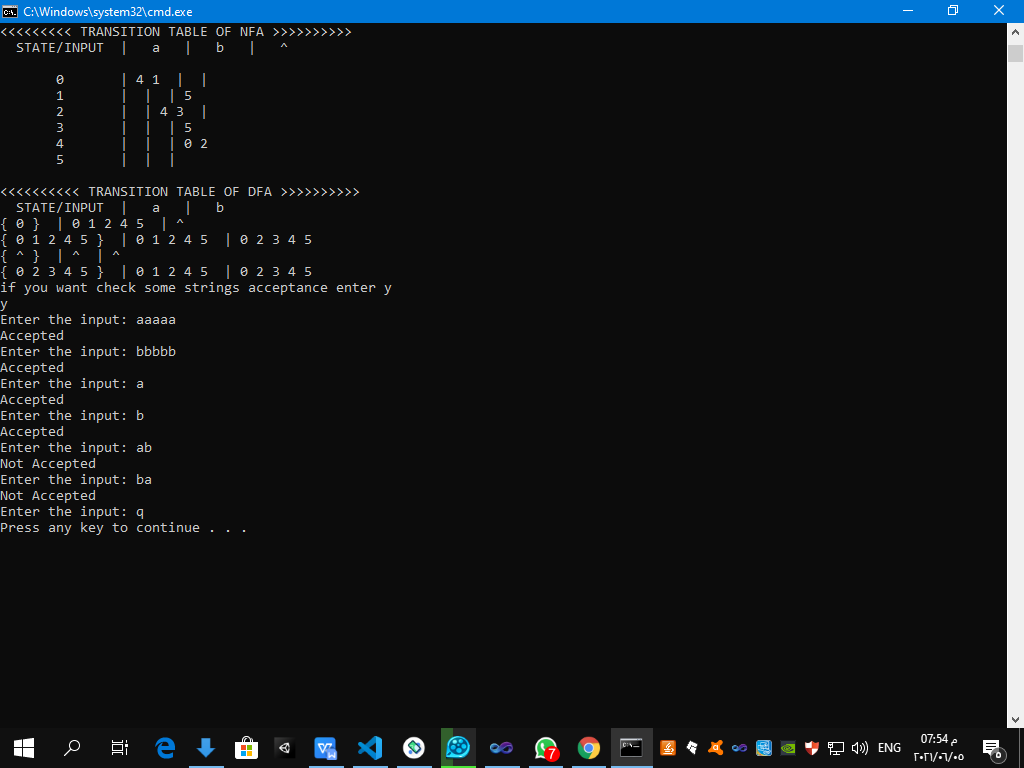 C:\Windows\system32\cmd.exe
<<<<<<<<< TRANSITION TABLE OF NFA >>>>>>>>>>
STATE/INPUT | a | b | ^
0 | 4 1 | |
1 | | | 5
2 | | 4 3 |
3 | | | 5
4 | | | 0 2
5 | | |
<<<<<<<<<< TRANSITION TABLE OF DFA >>>>>>>>>>
STATE/INPUT | a | b
{ 0 } | 0 1 2 4 5 | ^
{ 0 1 2 4 5 } | 0 1 2 4 5 | 0 2 3 4 5
{ ^ } | ^ | ^
{ 0 2 3 4 5 } | 0 1 2 4 5 | 0 2 3 4 5
if you want check some strings acceptance enter y
y
Enter the input: aaaaa
Accepted
Enter the input: bbbbb
Accepted
Enter the input: a
Accepted
Enter the input: b
Accepted
Enter the input: ab
Not Accepted
Enter the input: ba
Not Accepted
Enter the input: q
Press any key to continue . . .
7
ENG
07:54 م
٢٠٢١/٠٦/٠٥